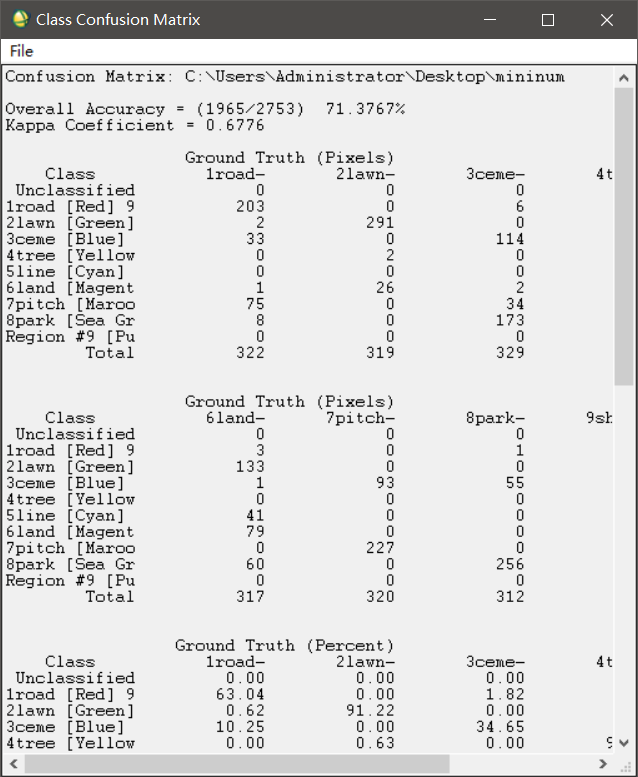 Class Confusion Matrix
File
Confusion Matrix: C:\Users\Administrator\Desktop\mininum
Overall Accuracy = (1965/2753) 71.3767%
Kappa Coefficient = 0.6776
Ground Truth (Pixels)
Class 1road- 2lawn- 3ceme- 4t
Unclassified 0 0 0
1road [Red] 9 203 0 6
2lawn [Green] 2 291 0
3ceme [Blue] 33 0 114
4tree [Yellow 0 2 0
5line [Cyan] 0 0 0
6land [Magent 1 26 2
7pitch [Maroo 75 0 34
8park [Sea Gr 8 0 173
Region #9 [Pu 0 0 0
Total 322 319 329
Ground Truth (Pixels)
Class 6land- 7pitch- 8park- 9sh
Unclassified 0 0 0
1road [Red] 9 3 0 1
2lawn [Green] 133 0 0
3ceme [Blue] 1 93 55
4tree [Yellow 0 0 0
5line [Cyan] 41 0 0
6land [Magent 79 0 0
7pitch [Maroo 0 227 0
8park [Sea Gr 60 0 256
Region #9 [Pu 0 0 0
Total 317 320 312
Ground Truth (Percent)
Class 1road- 2lawn- 3ceme- 4t
Unclassified 0.00 0.00 0.00
1road [Red] 9 63.04 0.00 1.82
2lawn [Green] 0.62 91.22 0.00
3ceme [Blue] 10.25 0.00 34.65
4tree [Yellow 0.00 0.63 0.00 9